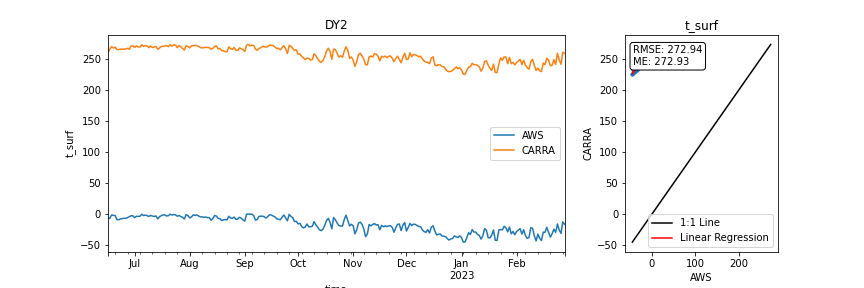 DY2
t_surf
250
200
150
100
50
0
−50
t_surf
AWS
CARRA
Jul
Aug
Sep
Oct
Nov
Dec
Jan
2023
Feb
time
t_surf
RMSE: 272.94
ME: 272.93
250
200
150
100
50
0
−50
CARRA
1:1 Line
Linear Regression
0
100
200
AWS